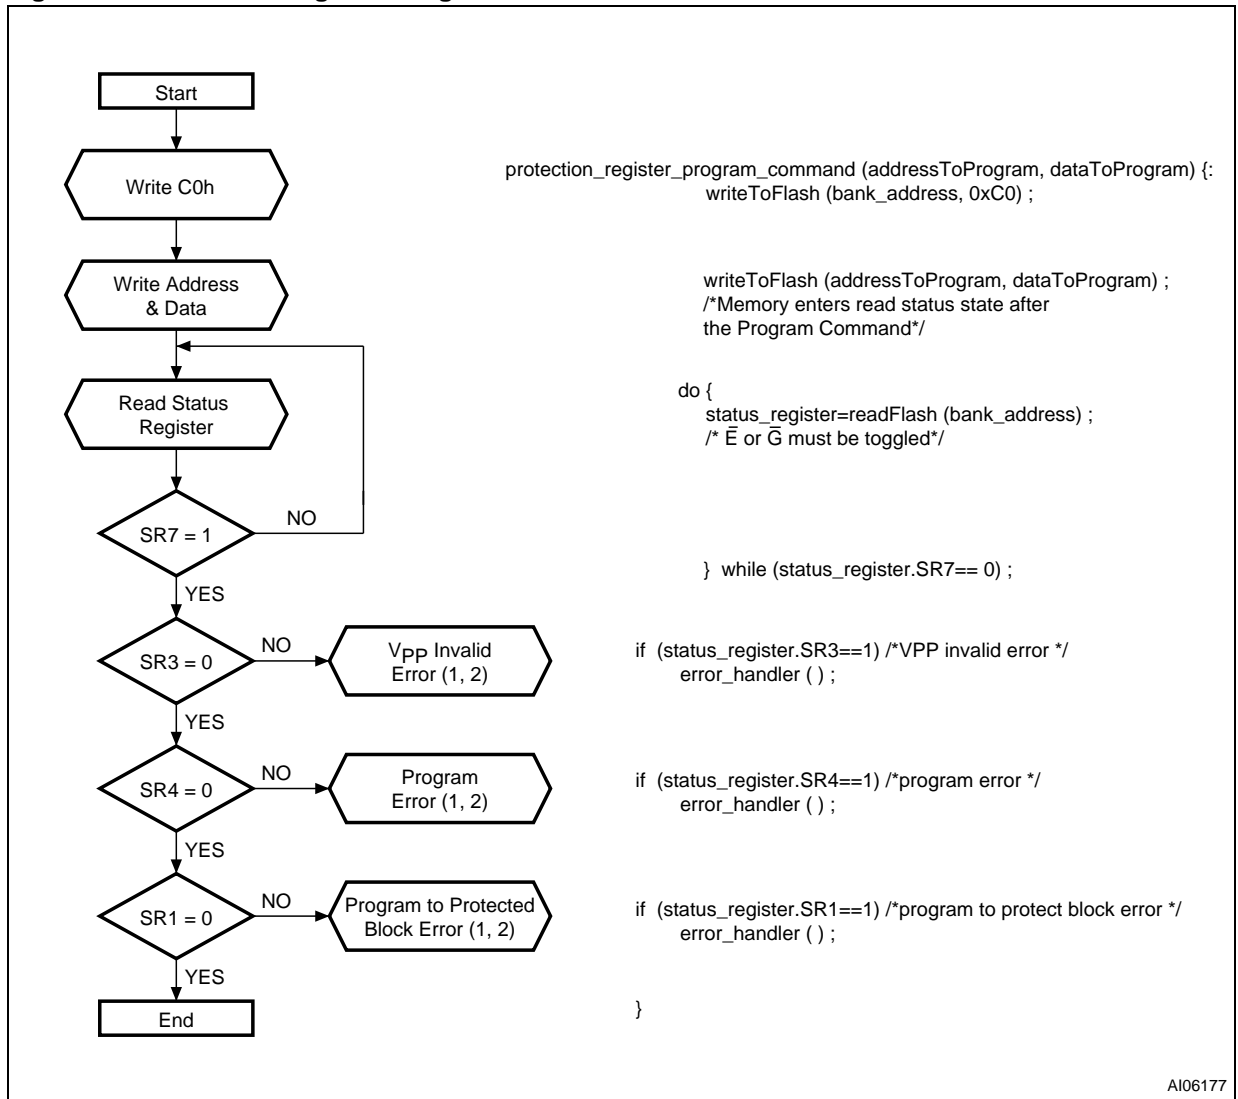 Start
Write C0h
protection_register_program_command (addressToProgram, dataToProgram) {:
writeToFlash (bank_address, 0xC0) ;
Write Address
& Data
writeToFlash (addressToProgram, dataToProgram) ;
/*Memory enters read status state after
the Program Command*/
Read Status
Register
do {
status_register=readFlash (bank_address) ;
/* E̅ or G̅ must be toggled*/
SR7 = 1
NO
YES
} while (status_register.SR7== 0) ;
SR3 = 0
NO
YES
VPP Invalid
Error (1, 2)
if (status_register.SR3==1) /*VPP invalid error */
error_handler ( ) ;
SR4 = 0
NO
YES
Program
Error (1, 2)
if (status_register.SR4==1) /*program error */
error_handler ( ) ;
SR1 = 0
NO
YES
Program to Protected
Block Error (1, 2)
if (status_register.SR1==1) /*program to protect block error */
error_handler ( ) ;
End
}
AI06177